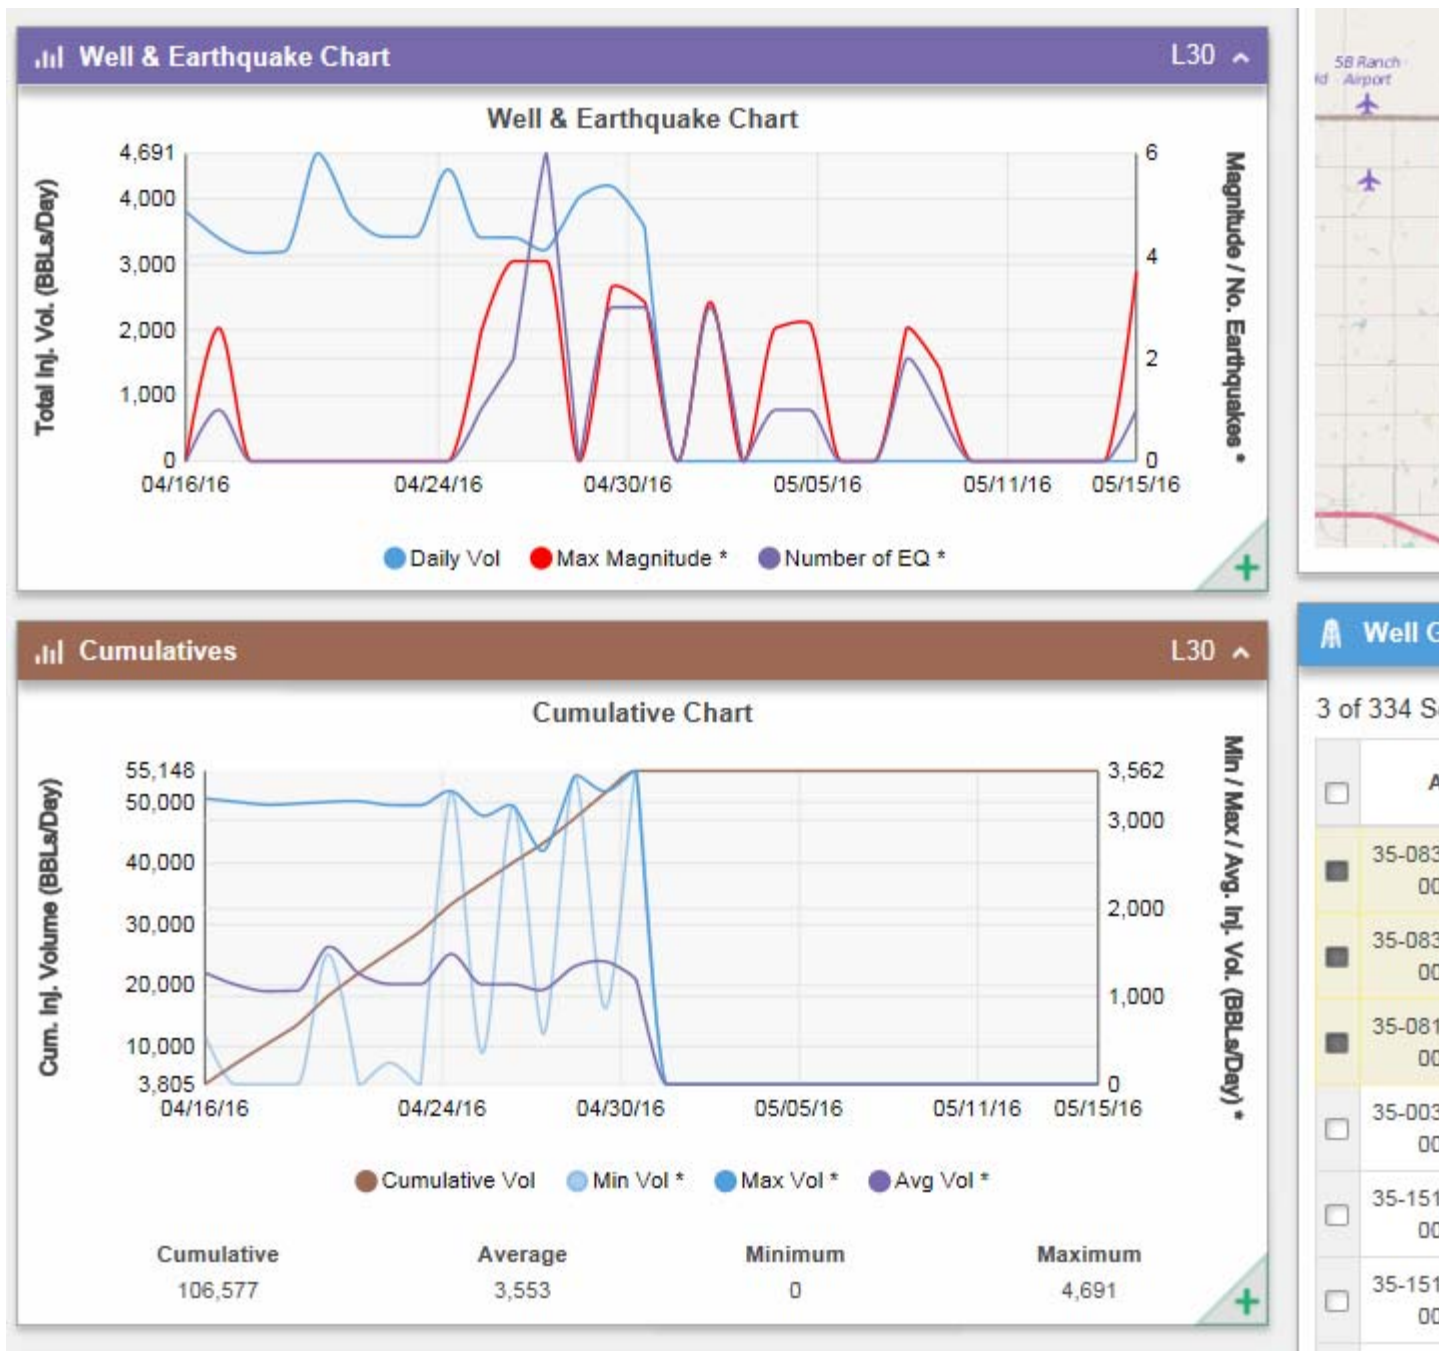 Well & Earthquake Chart L30
Well & Earthquake Chart
Total Inj. Vol. (BBLs/Day)
4,691
4,000
3,000
2,000
1,000
0
6
4
2
0
Magnitude / No. Earthquakes *
04/16/16 04/24/16 04/30/16 05/05/16 05/11/16 05/15/16
Daily Vol Max Magnitude * Number of EQ *
Cumulatives L30
Cumulative Chart
Cum. Inj. Volume (BBLs/Day)
55,148
50,000
40,000
30,000
20,000
10,000
3,805
3,562
3,000
2,000
1,000
0
Min / Max / Avg. Inj. Vol. (BBLs/Day) *
04/16/16 04/24/16 04/30/16 05/05/16 05/11/16 05/15/16
Cumulative Vol Min Vol * Max Vol * Avg Vol *
Cumulative Average Minimum Maximum
106,577 3,553 0 4,691
5B Ranch
Airport
Well G
3 of 334 S
A
35-083
00
35-083
00
35-081
00
35-003
00
35-151
00
35-151
00